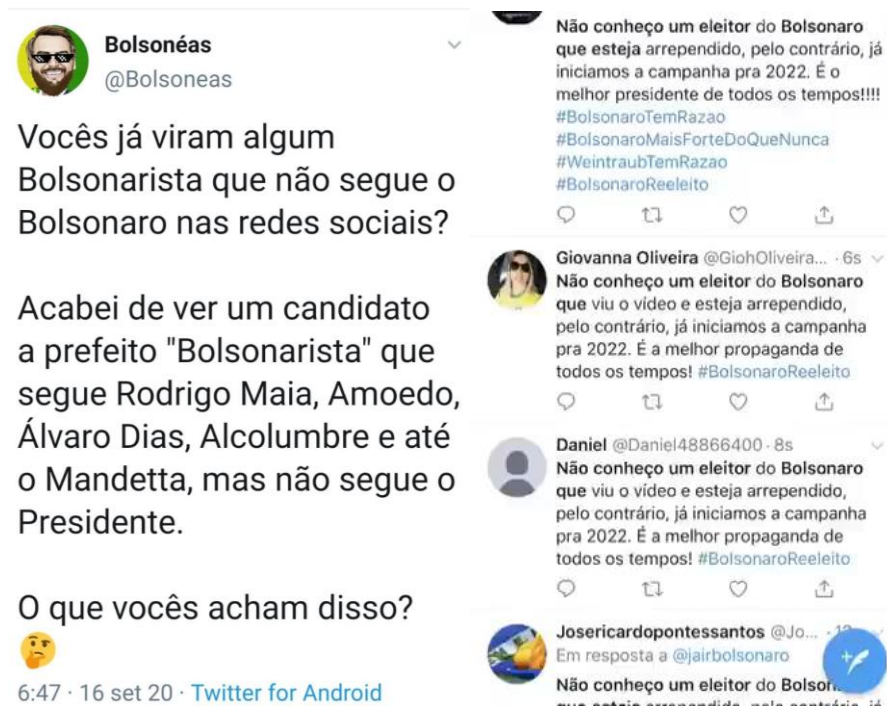 Bolsonéas
@Bolsoneas
Vocês já viram algum
Bolsonarista que não segue o
Bolsonaro nas redes sociais?
Acabei de ver um candidato
a prefeito "Bolsonarista" que
segue Rodrigo Maia, Amoedo,
Álvaro Dias, Alcolumbre e até
o Mandetta, mas não segue o
Presidente.
O que vocês acham disso?
6:47 · 16 set 20 · Twitter for Android
Não conheço um eleitor do Bolsonaro
que esteja arrependido, pelo contrário, já
iniciamos a campanha pra 2022. É o
melhor presidente de todos os tempos!!!!
#BolsonaroTemRazao
#BolsonaroMaisForteDoQueNunca
#WeintraubTemRazao
#BolsonaroReeleito
Giovanna Oliveira @GiohOliveira... · 6s
Não conheço um eleitor do Bolsonaro
que viu o vídeo e esteja arrependido,
pelo contrário, já iniciamos a campanha
pra 2022. É a melhor propaganda de
todos os tempos! #BolsonaroReeleito
Daniel @Daniel48866400 · 8s
Não conheço um eleitor do Bolsonaro
que viu o vídeo e esteja arrependido,
pelo contrário, já iniciamos a campanha
pra 2022. É a melhor propaganda de
todos os tempos! #BolsonaroReeleito
Josericardopontessantos @Jo...
Em resposta a @jairbolsonaro
Não conheço um eleitor do